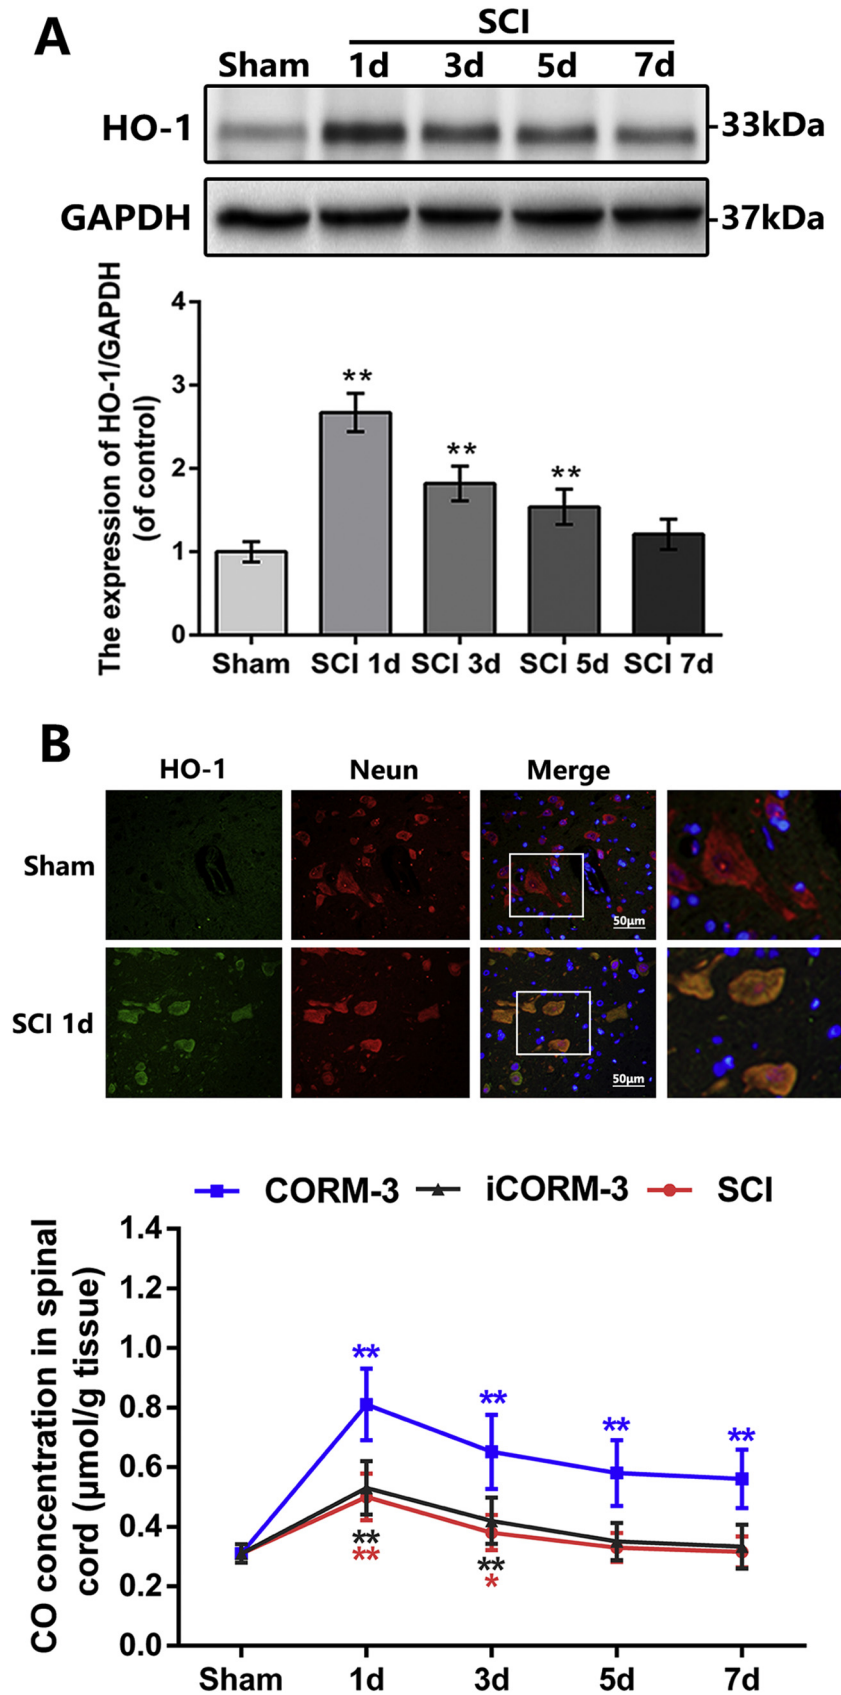 A
SCI
Sham 1d 3d 5d 7d
HO-1
-33kDa
GAPDH
-37kDa
The expression of HO-1/GAPDH
(of control)
4
3
2
1
0
**
**
**
Sham SCI 1d SCI 3d SCI 5d SCI 7d
B
HO-1 Neun Merge
Sham
50μm
SCI 1d
50μm
CORM-3 iCORM-3 SCI
CO concentration in spinal
cord (μmol/g tissue)
1.4
1.2
1.0
0.8
0.6
0.4
0.2
0.0
**
**
**
**
**
**
**
*
Sham 1d 3d 5d 7d